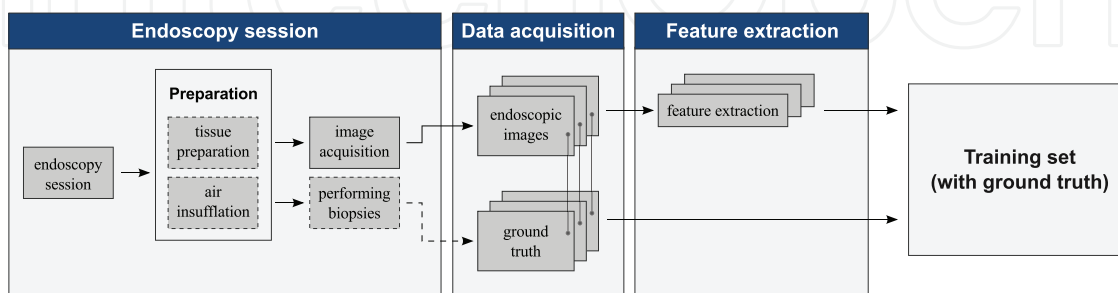 Endoscopy session
Data acquisition
Feature extraction
Preparation
tissue
preparation
air
insufflation
endoscopy
session
image
acquisition
performing
biopsies
endoscopic
images
ground
truth
feature extraction
Training set
(with ground truth)